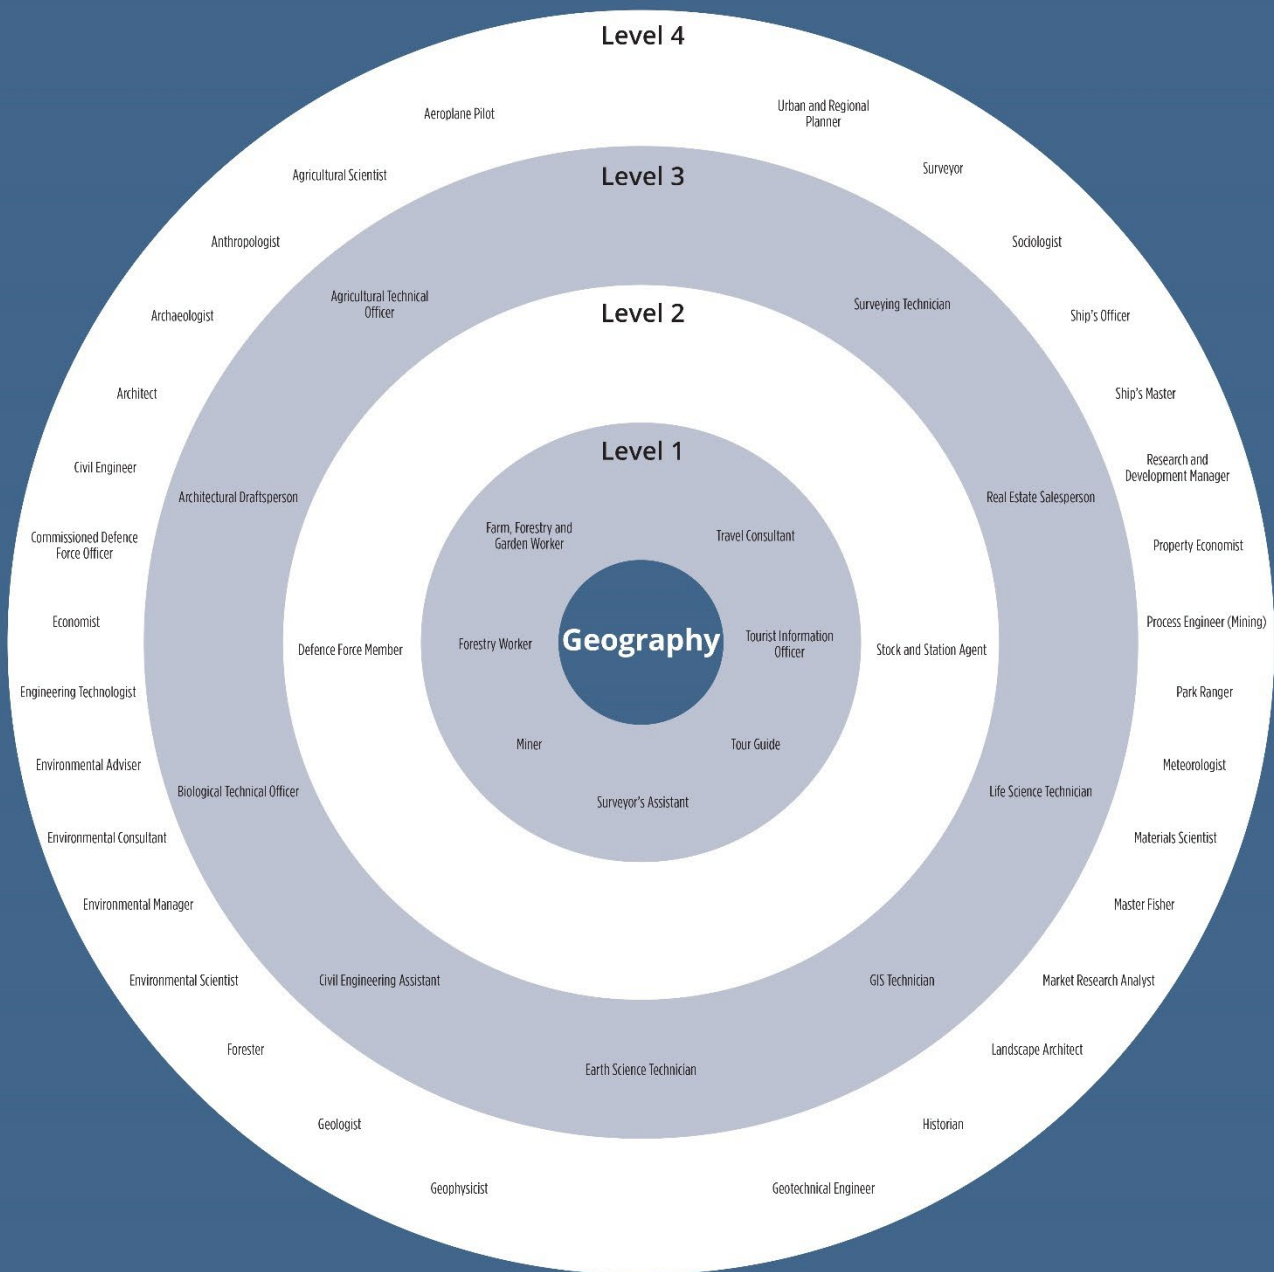 Level 4
Aeroplane Pilot
Urban and Regional
Planner
Agricultural Scientist
Surveyor
Anthropologist
Sociologist
Archaeologist
Ship's Officer
Architect
Ship's Master
Civil Engineer
Research and
Development Manager
Commissioned Defence
Force Officer
Property Economist
Economist
Process Engineer (Mining)
Engineering Technologist
Park Ranger
Environmental Adviser
Meteorologist
Environmental Consultant
Materials Scientist
Environmental Manager
Master Fisher
Environmental Scientist
Market Research Analyst
Forester
Landscape Architect
Geologist
Historian
Geophysicist
Geotechnical Engineer
Level 3
Agricultural Technical
Officer
Surveying Technician
Architectural Draftsperson
Real Estate Salesperson
Biological Technical Officer
Life Science Technician
Civil Engineering Assistant
GIS Technician
Earth Science Technician
Level 2
Defence Force Member
Stock and Station Agent
Level 1
Farm, Forestry and
Garden Worker
Travel Consultant
Forestry Worker
Tourist Information
Officer
Miner
Tour Guide
Surveyor's Assistant
Geography